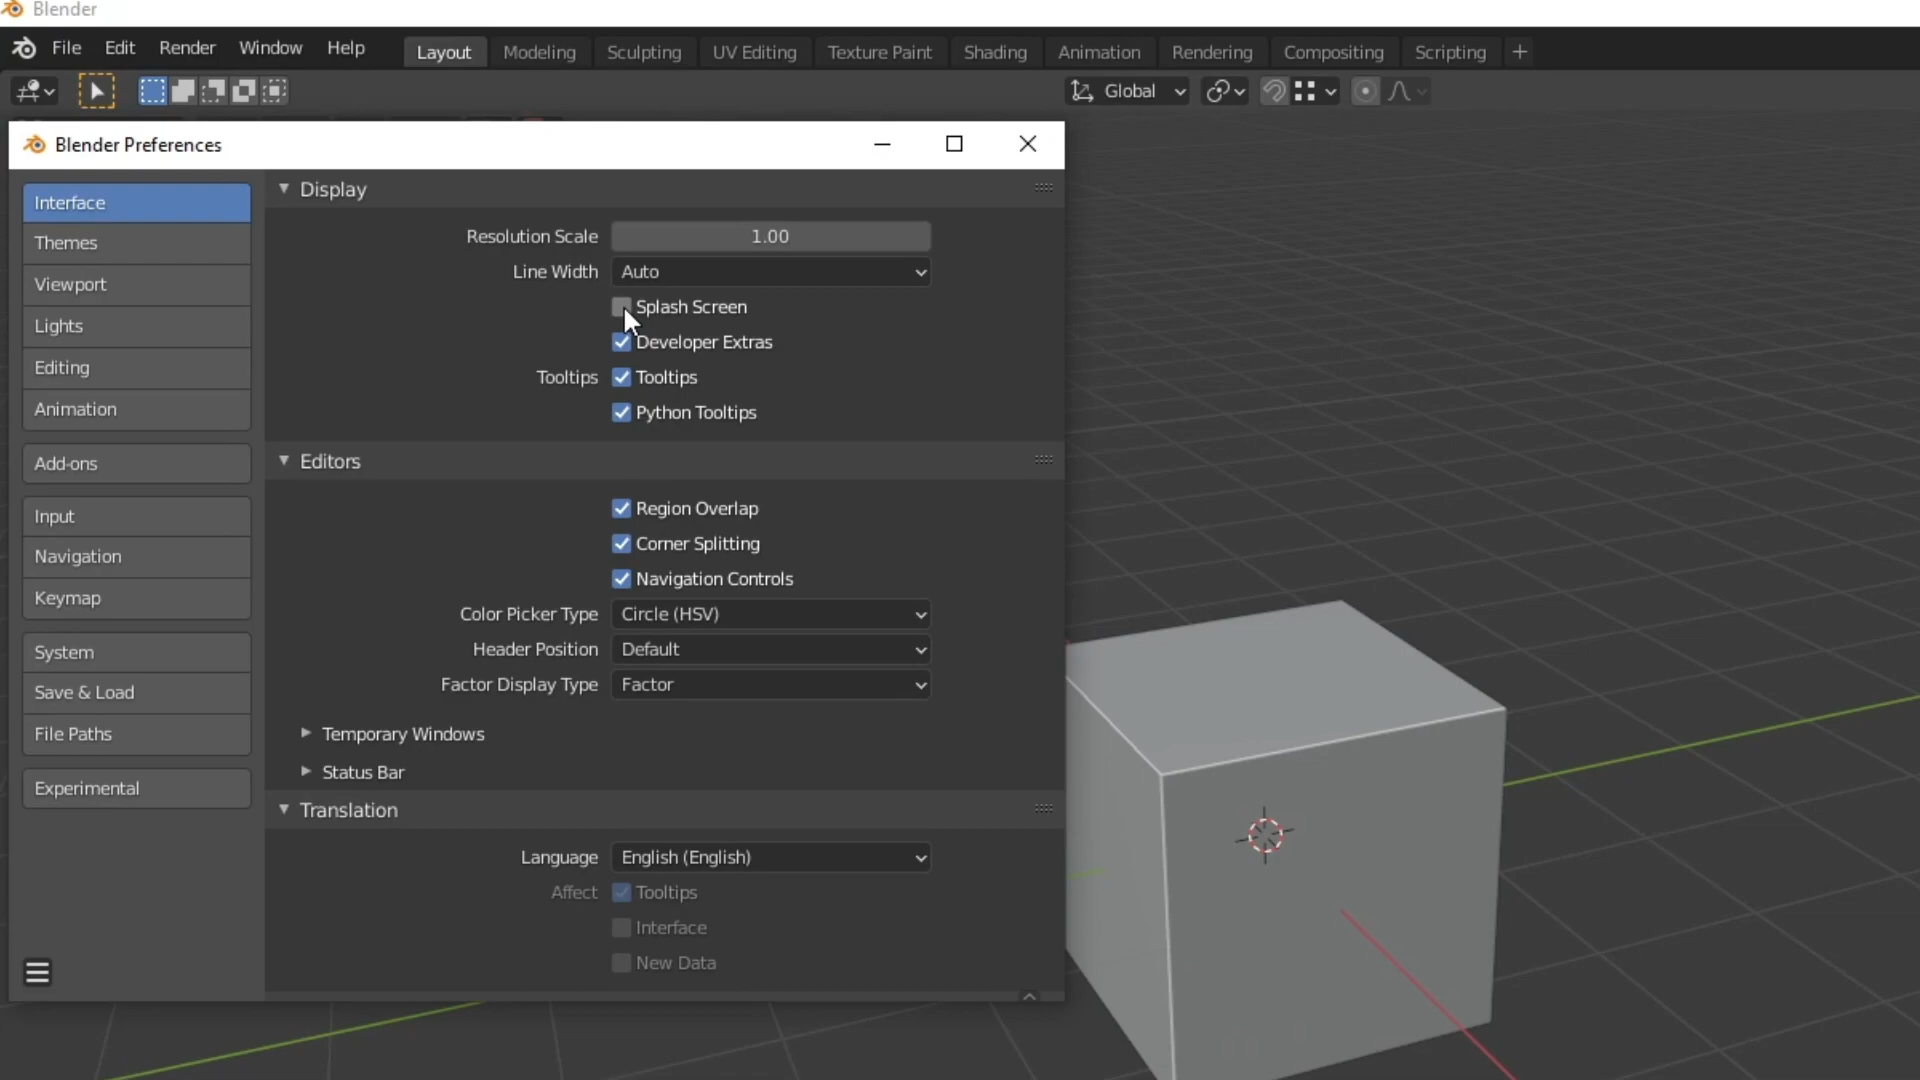 Blender
File Edit Render Window Help Layout Modeling Sculpting UV Editing Texture Paint Shading Animation Rendering Compositing Scripting +
Global
Blender Preferences
Interface
Themes
Viewport
Lights
Editing
Animation
Add-ons
Input
Navigation
Keymap
System
Save & Load
File Paths
Experimental
Display
Resolution Scale 1.00
Line Width Auto
Splash Screen
Developer Extras
Tooltips Tooltips
Python Tooltips
Editors
Region Overlap
Corner Splitting
Navigation Controls
Color Picker Type Circle (HSV)
Header Position Default
Factor Display Type Factor
Temporary Windows
Status Bar
Translation
Language English (English)
Affect Tooltips
Interface
New Data